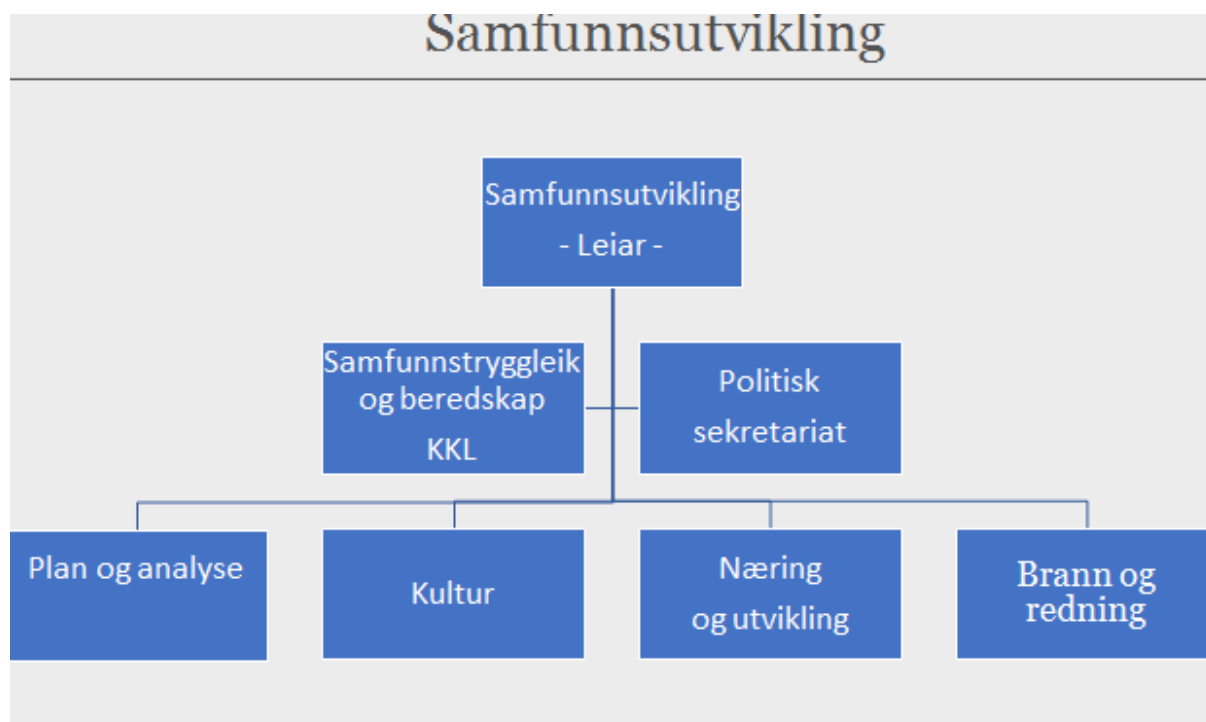 Samfunnsutvikling
Samfunnsutvikling
- Leiar -
Samfunnstryggleik
og beredskap
KKL
Politisk
sekretariat
Plan og analyse
Kultur
Næring
og utvikling
Brann og
redning